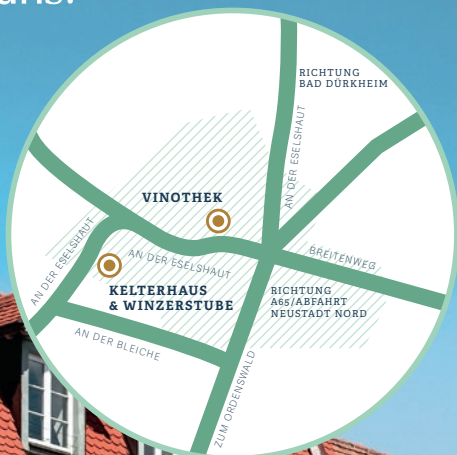 uns.
RICHTUNG
BAD DÜRKHEIM
AN DER ESELSHAUT
VINOTHEK
AN DER ESELSHAUT
AN DER ESELSHAUT
BREITENWEG
KELTERHAUS
& WINZERSTUBE
RICHTUNG
A65/ABFAHRT
NEUSTADT NORD
AN DER BLEICHE
ZUM ORDENSWALD